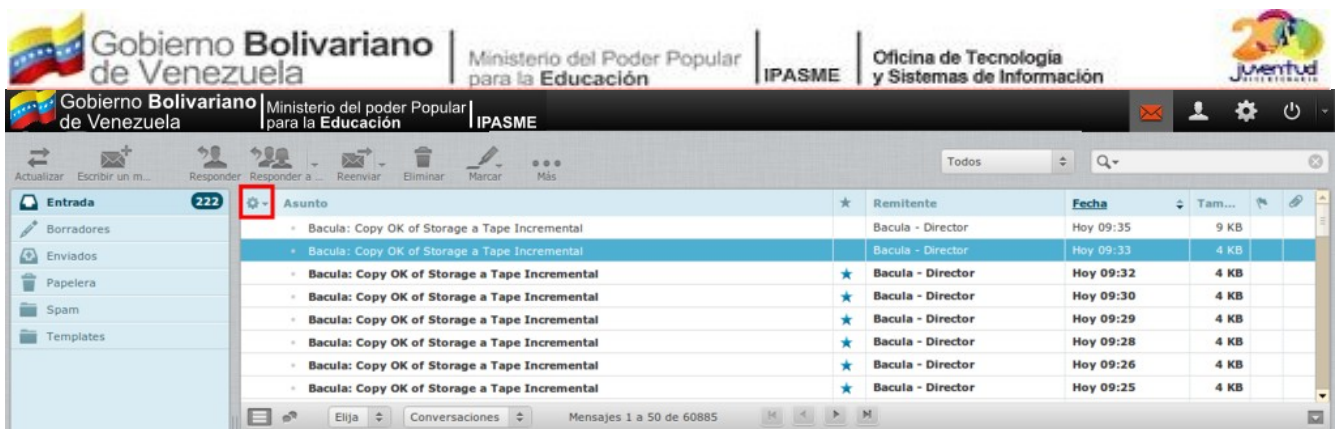 Gobierno Bolivariano
de Venezuela
Ministerio del Poder Popular
para la Educación
IPASME
Oficina de Tecnología
y Sistemas de Información
200
juventud
BICENTENARIA
Gobierno Bolivariano
de Venezuela
Ministerio del poder Popular
para la Educación
IPASME
Actualizar Escribir un m... Responder Responder a ... Reenviar Eliminar Marcar Más
Todos
Entrada 222
Borradores
Enviados
Papelera
Spam
Templates
Asunto Remitente Fecha Tam...
Bacula: Copy OK of Storage a Tape Incremental Bacula - Director Hoy 09:35 9 KB
Bacula: Copy OK of Storage a Tape Incremental Bacula - Director Hoy 09:33 4 KB
Bacula: Copy OK of Storage a Tape Incremental Bacula - Director Hoy 09:32 4 KB
Bacula: Copy OK of Storage a Tape Incremental Bacula - Director Hoy 09:30 4 KB
Bacula: Copy OK of Storage a Tape Incremental Bacula - Director Hoy 09:29 4 KB
Bacula: Copy OK of Storage a Tape Incremental Bacula - Director Hoy 09:28 4 KB
Bacula: Copy OK of Storage a Tape Incremental Bacula - Director Hoy 09:26 4 KB
Bacula: Copy OK of Storage a Tape Incremental Bacula - Director Hoy 09:25 4 KB
Elija Conversaciones Mensajes 1 a 50 de 60885